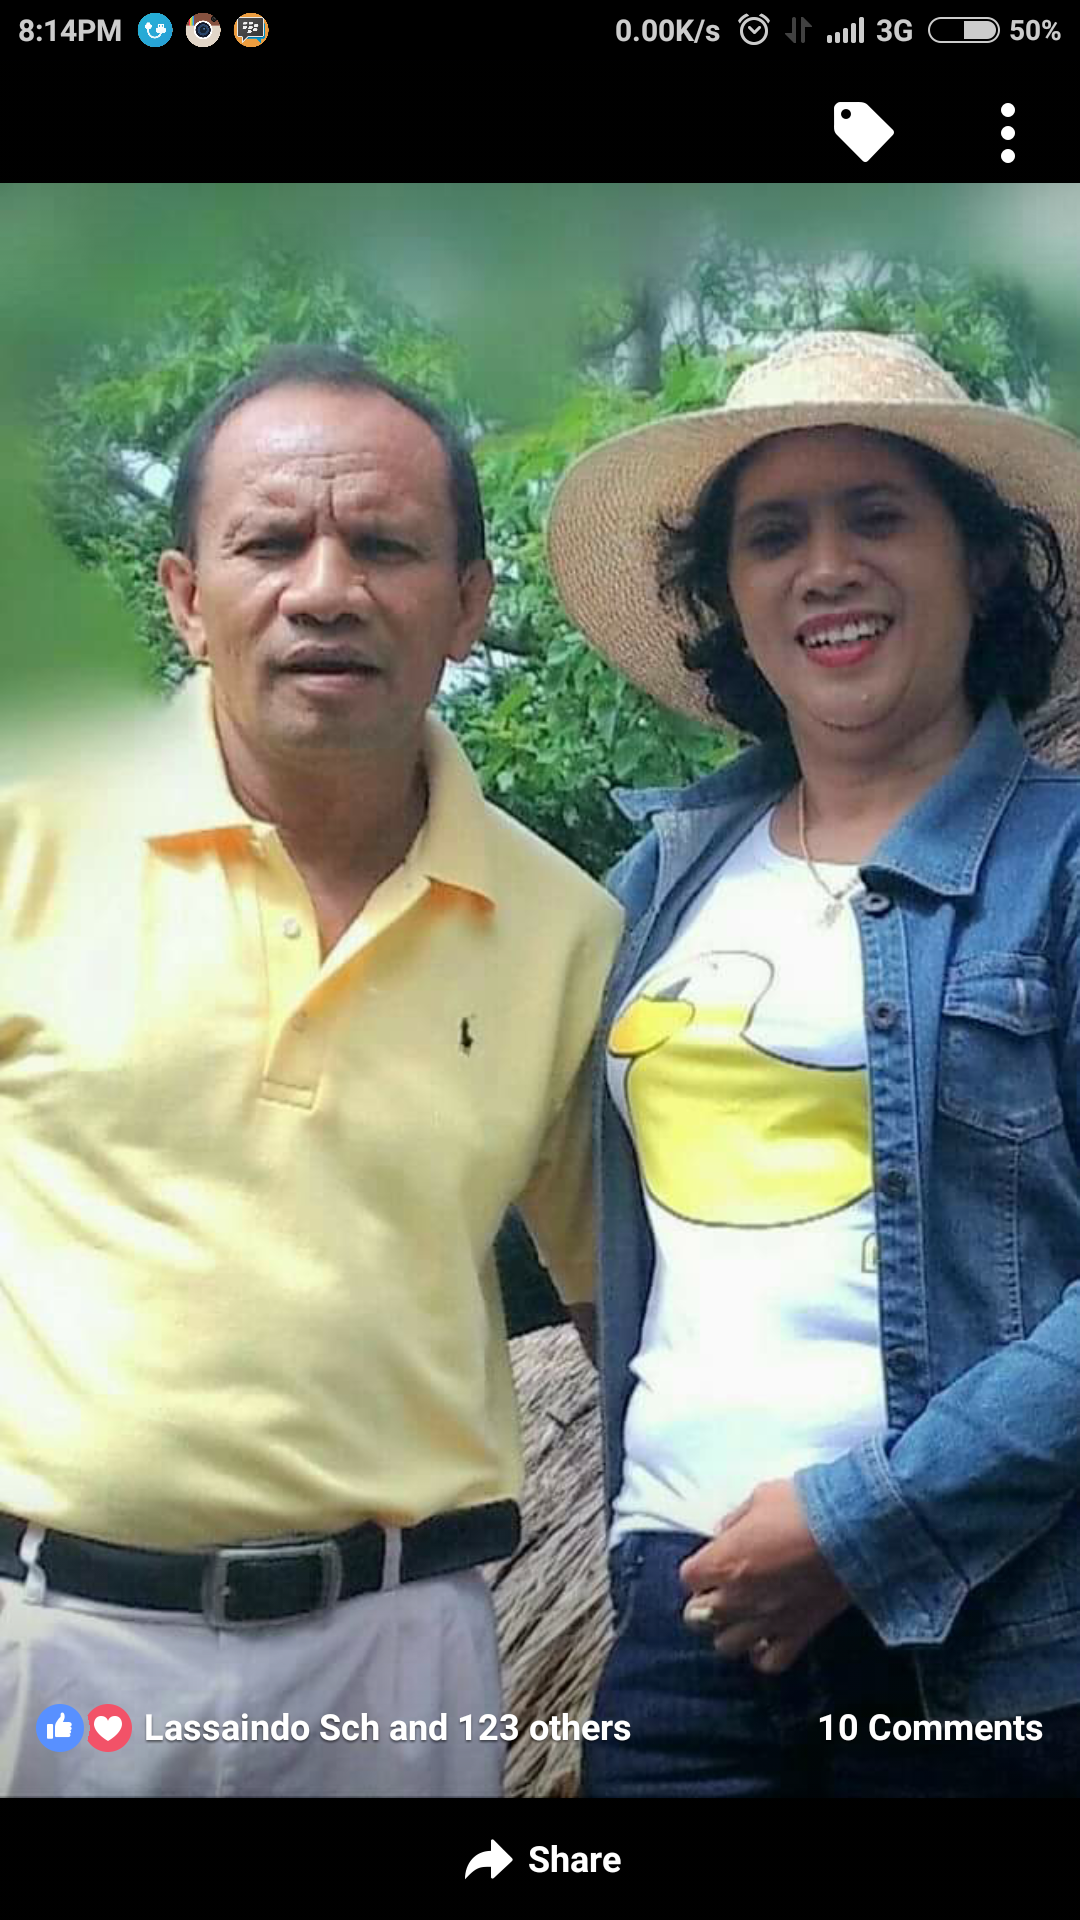 8:14PM 0.00K/s 3G 50%
Lassaindo Sch and 123 others 10 Comments
Share